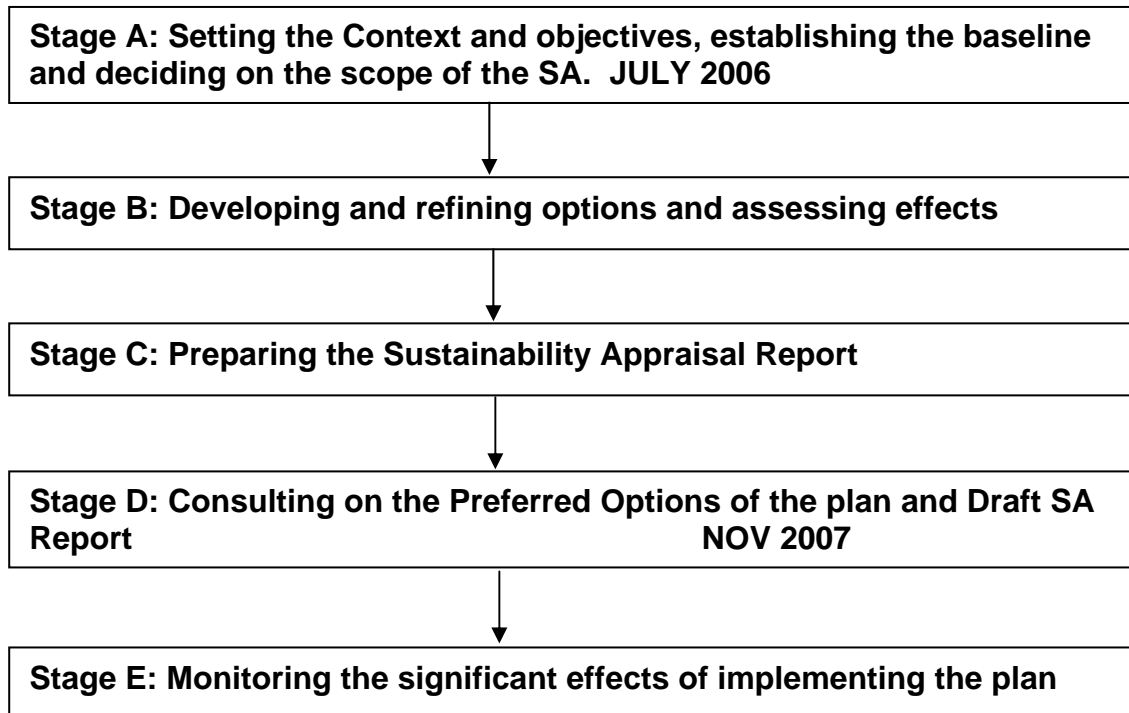 Stage A: Setting the Context and objectives, establishing the baseline
and deciding on the scope of the SA.  JULY 2006
Stage B: Developing and refining options and assessing effects
Stage C: Preparing the Sustainability Appraisal Report
Stage D: Consulting on the Preferred Options of the plan and Draft SA
Report NOV 2007
Stage E: Monitoring the significant effects of implementing the plan